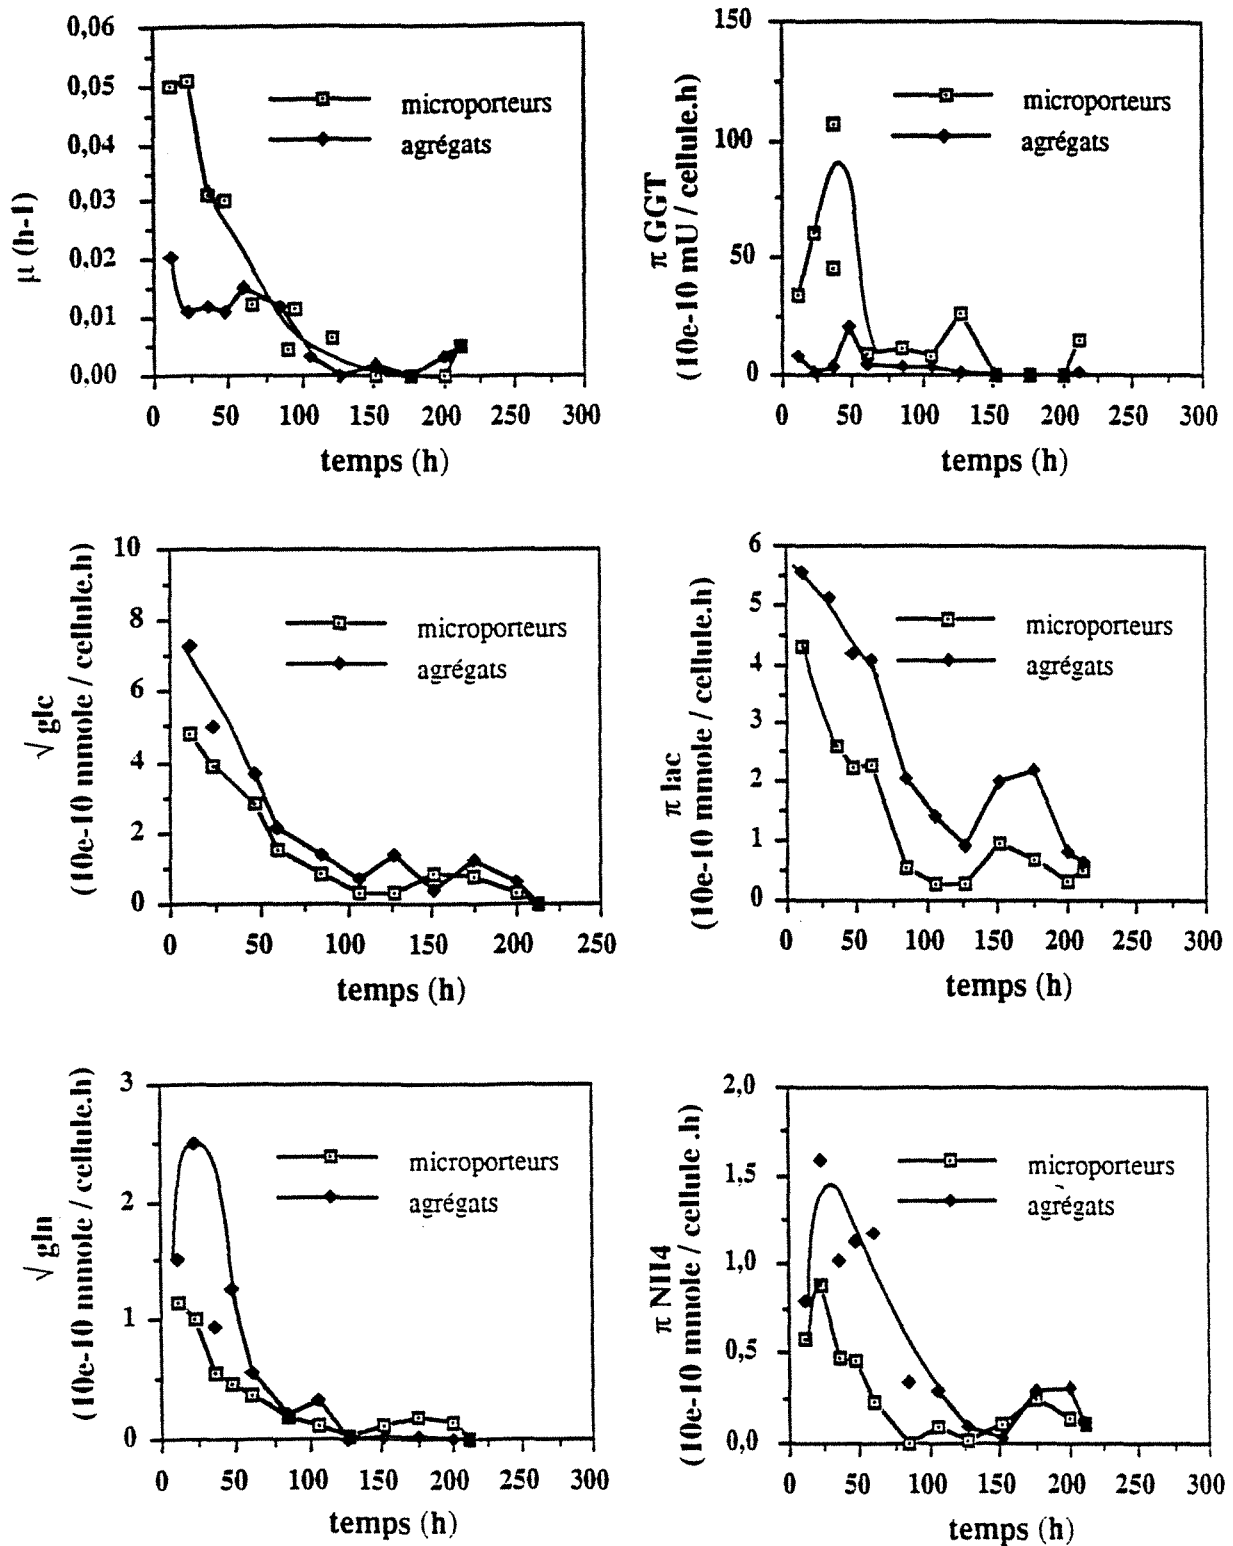 0,06
0,05
0,04
0,03
0.02
0,01
0,00
μ (h-1)
microporteurs
agrégats
0 50 100 150 200 250 300
temps (h)
150
100
50
0
π GGT
(10e-10 mU / cellule.h)
microporteurs
agrégats
0 50 100 150 200 250 300
temps (h)
10
8
6
4
2
0
√ glc
(10e-10 mmole / cellule.h)
microporteurs
agrégats
0 50 100 150 200 250
temps (h)
6
5
4
3
2
1
0
π lac
(10e-10 mmole / cellule.h)
microporteurs
agrégats
0 50 100 150 200 250 300
temps (h)
3
2
1
0
√ gln
(10e-10 mmole / cellule.h)
microporteurs
agrégats
0 50 100 150 200 250 300
temps (h)
2,0
1,5
1,0
0,5
0,0
π NH4
(10e-10 mmole / cellule .h)
microporteurs
agrégats
0 50 100 150 200 250 300
temps (h)